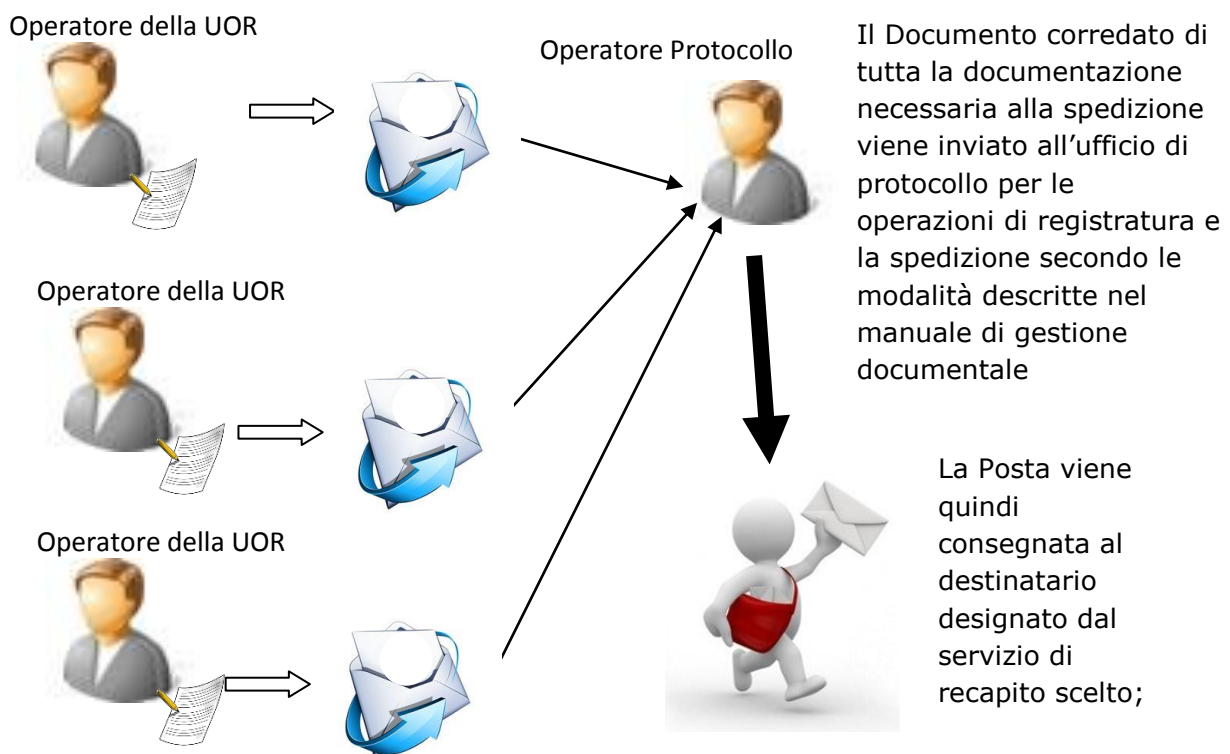 Operatore della UOR
Operatore Protocollo
Il Documento corredato di
tutta la documentazione
necessaria alla spedizione
viene inviato all’ufficio di
protocollo per le
operazioni di registratura e
la spedizione secondo le
modalità descritte nel
manuale di gestione
documentale
Operatore della UOR
Operatore della UOR
La Posta viene
quindi
consegnata al
destinatario
designato dal
servizio di
recapito scelto;